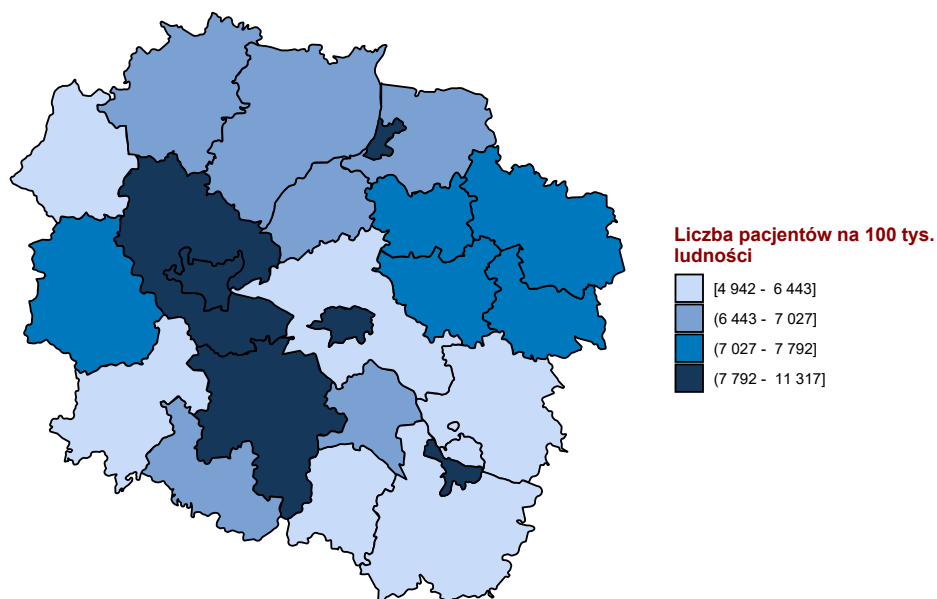 Liczba pacjentów na 100 tys.
ludności
[4 942 - 6 443]
(6 443 - 7 027]
(7 027 - 7 792]
(7 792 - 11 317]